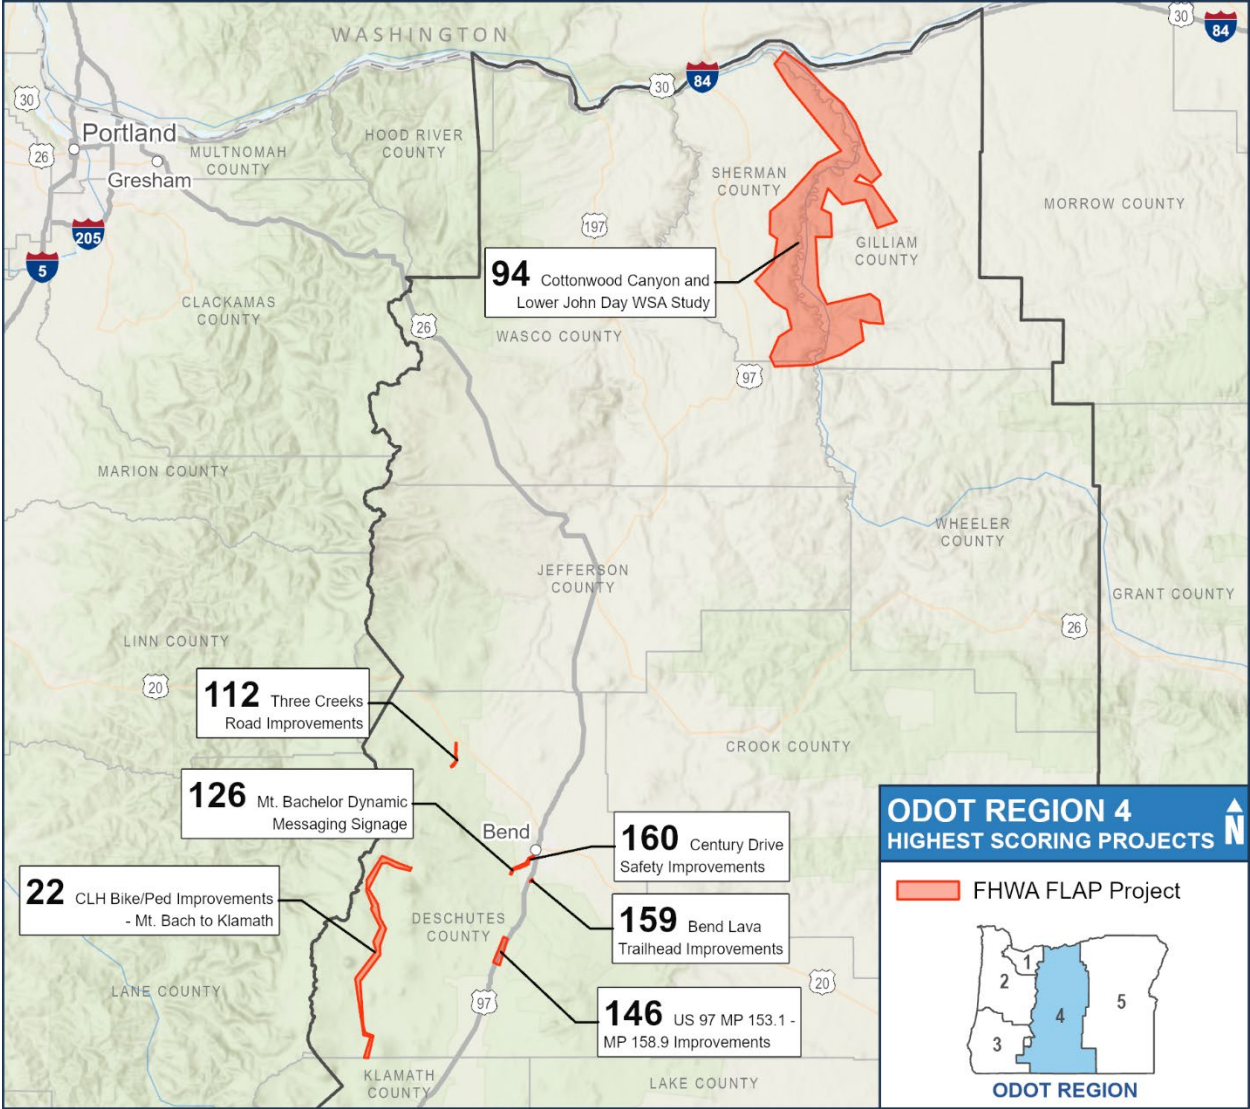 WASHINGTON
30
84
30
84
30
Portland
26
MULTNOMAH
COUNTY
Gresham
HOOD RIVER
COUNTY
SHERMAN
COUNTY
MORROW COUNTY
197
205
5
GILLIAM
COUNTY
94 Cottonwood Canyon and
Lower John Day WSA Study
CLACKAMAS
COUNTY
26
WASCO COUNTY
97
MARION COUNTY
WHEELER
COUNTY
JEFFERSON
COUNTY
GRANT COUNTY
26
LINN COUNTY
20
112 Three Creeks
Road Improvements
CROOK COUNTY
126 Mt. Bachelor Dynamic
Messaging Signage
Bend
160 Century Drive
Safety Improvements
22 CLH Bike/Ped Improvements
- Mt. Bach to Klamath
DESCHUTES
COUNTY
159 Bend Lava
Trailhead Improvements
LANE COUNTY
97
20
146 US 97 MP 153.1 -
MP 158.9 Improvements
KLAMATH
COUNTY
LAKE COUNTY
ODOT REGION 4
HIGHEST SCORING PROJECTS
N
FHWA FLAP Project
1
2
3
4
5
ODOT REGION